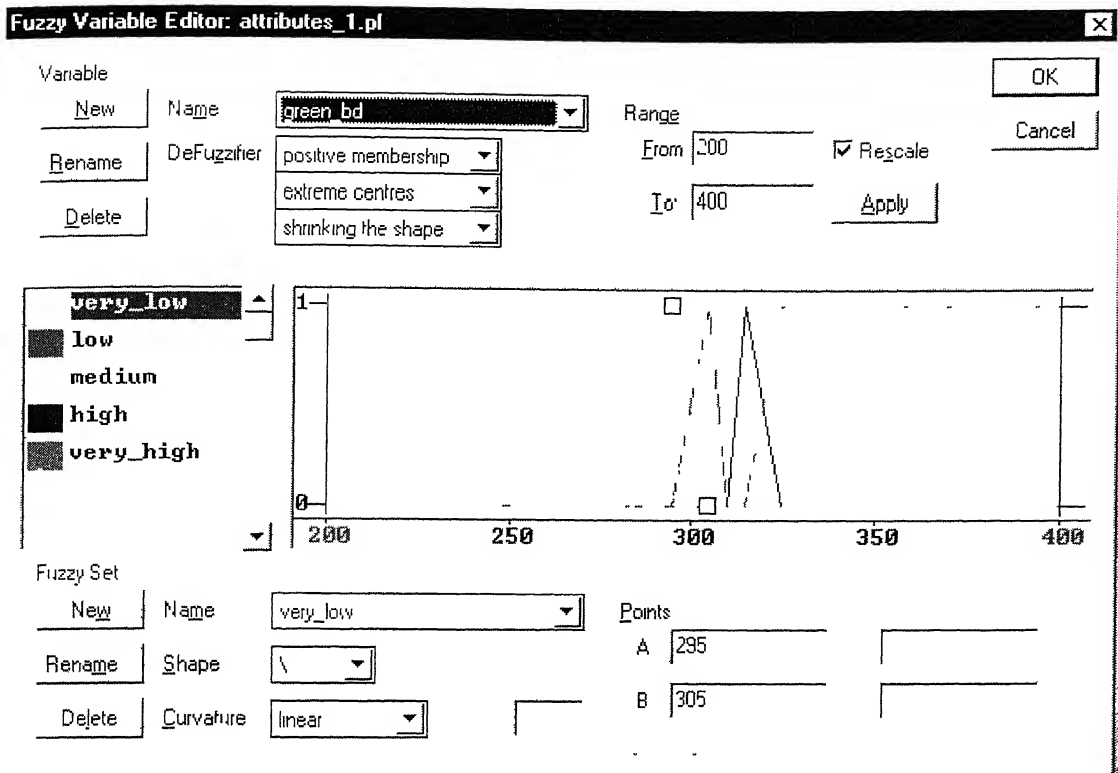 Fuzzy Variable Editor: attributes_1.pl
Variable
New
Name
green_bd
Rename
DeFuzzifier
positive membership
extreme centres
shrinking the shape
Delete
Range
From
200
To
400
Rescale
Apply
OK
Cancel
very_low
low
medium
high
very_high
1
0
200 250 300 350 400
Fuzzy Set
New
Name
very_low
Rename
Shape
\
Delete
Curvature
linear
Points
A
295
B
305